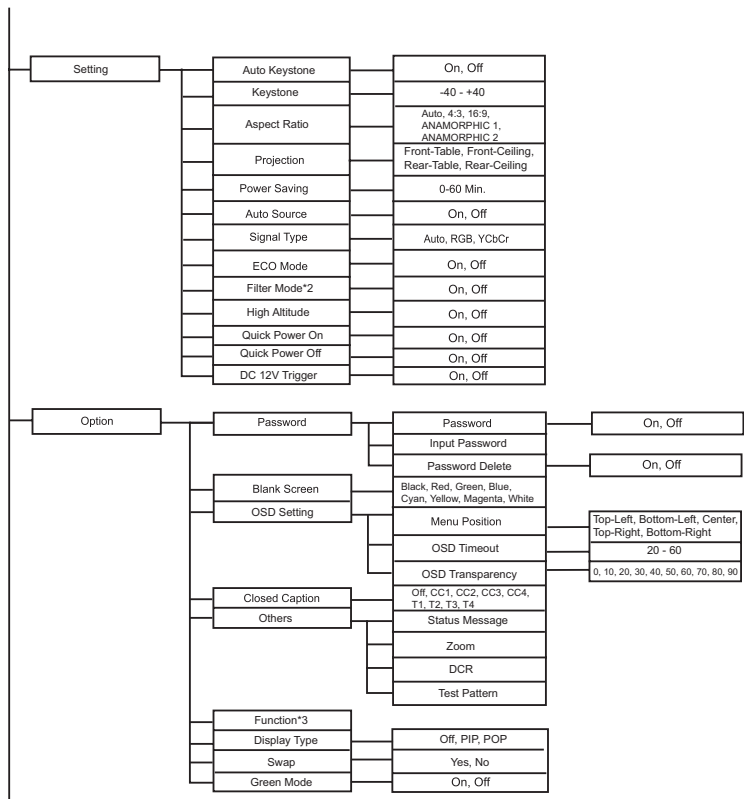 Setting
Auto Keystone
On, Off
Keystone
-40 - +40
Aspect Ratio
Auto, 4:3, 16:9,
ANAMORPHIC 1,
ANAMORPHIC 2
Projection
Front-Table, Front-Ceiling,
Rear-Table, Rear-Ceiling
Power Saving
0-60 Min.
Auto Source
On, Off
Signal Type
Auto, RGB, YCbCr
ECO Mode
On, Off
Filter Mode*2
On, Off
High Altitude
On, Off
Quick Power On
On, Off
Quick Power Off
On, Off
DC 12V Trigger
On, Off
Option
Password
Password
On, Off
Input Password
Password Delete
On, Off
Blank Screen
Black, Red, Green, Blue,
Cyan, Yellow, Magenta, White
OSD Setting
Menu Position
Top-Left, Bottom-Left, Center,
Top-Right, Bottom-Right
OSD Timeout
20 - 60
OSD Transparency
0, 10, 20, 30, 40, 50, 60, 70, 80, 90
Closed Caption
Off, CC1, CC2, CC3, CC4,
T1, T2, T3, T4
Others
Status Message
Zoom
DCR
Test Pattern
Function*3
Display Type
Off, PIP, POP
Swap
Yes, No
Green Mode
On, Off